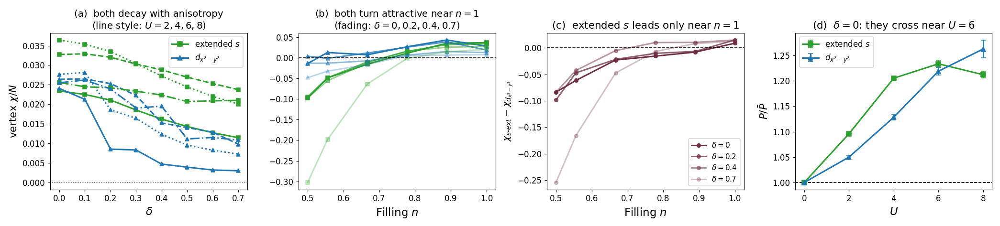 (a) both decay with anisotropy
(line style: U = 2, 4, 6, 8)
vertex χ/N
0.035
0.030
0.025
0.020
0.015
0.010
0.005
0.000
extended s
d_{x²−y²}
0.0 0.1 0.2 0.3 0.4 0.5 0.6 0.7
δ
(b) both turn attractive near n = 1
(fading: δ = 0, 0.2, 0.4, 0.7)
0.05
0.00
−0.05
−0.10
−0.15
−0.20
−0.25
−0.30
0.5 0.6 0.7 0.8 0.9 1.0
Filling n
(c) extended s leads only near n = 1
χ_{s-ext} − χ_{d_{x²−y²}}
0.00
−0.05
−0.10
−0.15
−0.20
−0.25
δ = 0
δ = 0.2
δ = 0.4
δ = 0.7
0.5 0.6 0.7 0.8 0.9 1.0
Filling n
(d) δ = 0: they cross near U = 6
P/P̄
1.25
1.20
1.15
1.10
1.05
1.00
extended s
d_{x²−y²}
0 2 4 6 8
U